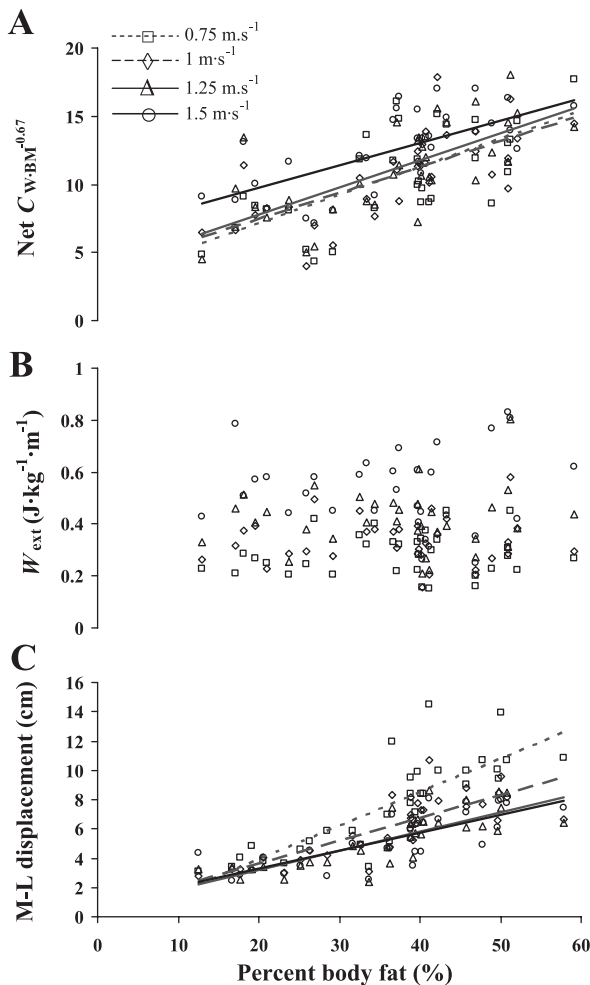 A
0.75 m.s⁻¹
1 m·s⁻¹
1.25 m.s⁻¹
1.5 m·s⁻¹
Net C W·BM⁻⁰·⁶⁷
20
15
10
5
0
B
W ext (J·kg⁻¹·m⁻¹)
1
0.8
0.6
0.4
0.2
0
C
M-L displacement (cm)
16
14
12
10
8
6
4
2
0
0 10 20 30 40 50 60
Percent body fat (%)